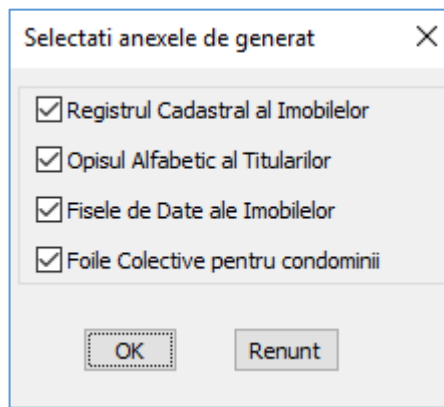 Selectati anexele de generat
Registrul Cadastral al Imobilelor
Opisul Alfabetic al Titularilor
Fisele de Date ale Imobilelor
Foile Colective pentru condominii
OK Renunt